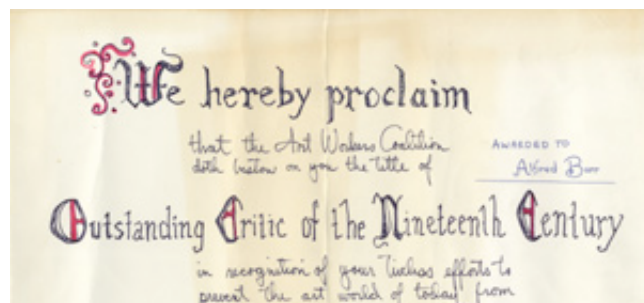 We hereby proclaim
that the Art Workers Coalition
doth bestow on you the title of
AWARDED TO
Alfred Barr
Outstanding Critic of the Nineteenth Century
in recognition of your tireless efforts to
prevent the art world of today from